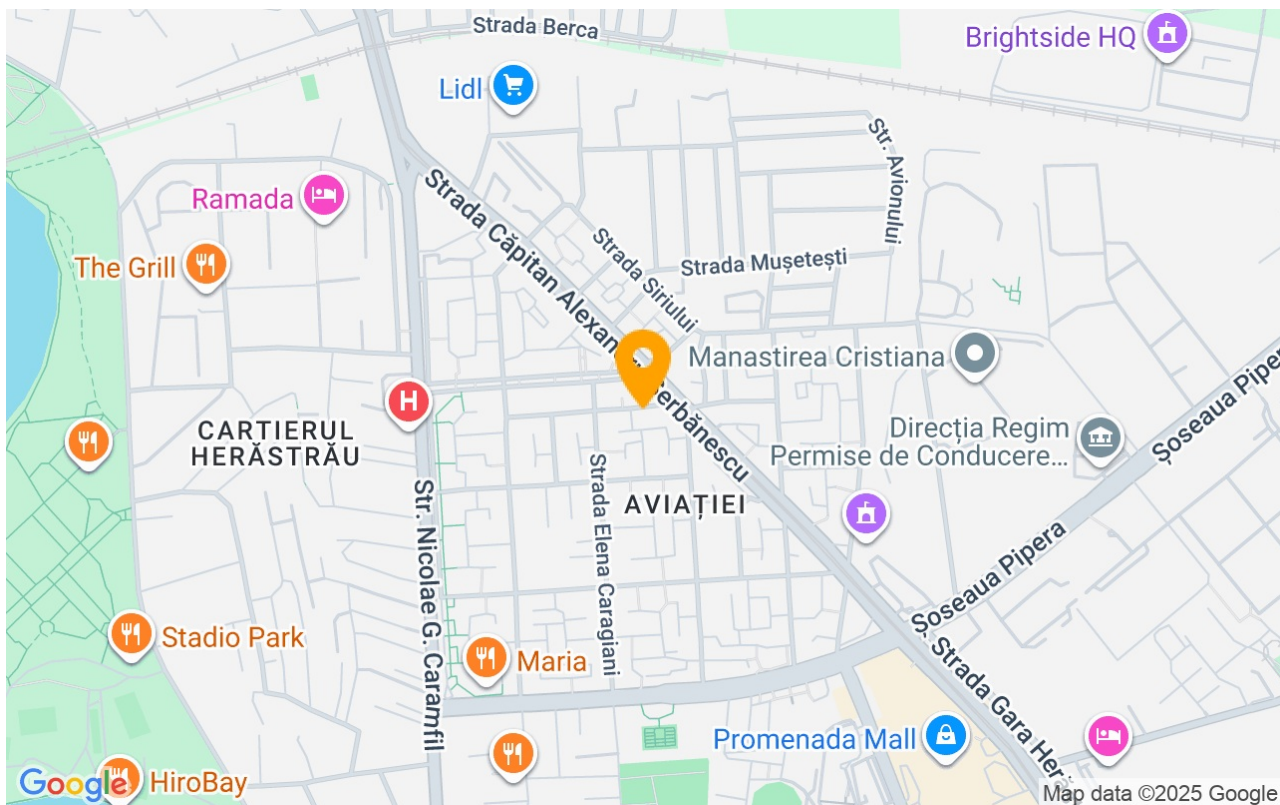 Strada Berca
Brightside HQ
Lidl
Str. Avionului
Ramada
Strada Căpitan Alexandru Șerbănescu
Strada Siriului
The Grill
Strada Mușetești
Manastirea Cristiana
Șoseaua Pipera
H
CARTIERUL
HERĂSTRĂU
Direcția Regim
Permise de Conducere...
Str. Nicolae G. Caramfil
Strada Elena Caragiani
AVIAȚIEI
Șoseaua Pipera
Stadio Park
Maria
Strada Gara Her
Promenada Mall
Google
HiroBay
Map data ©2025 Google